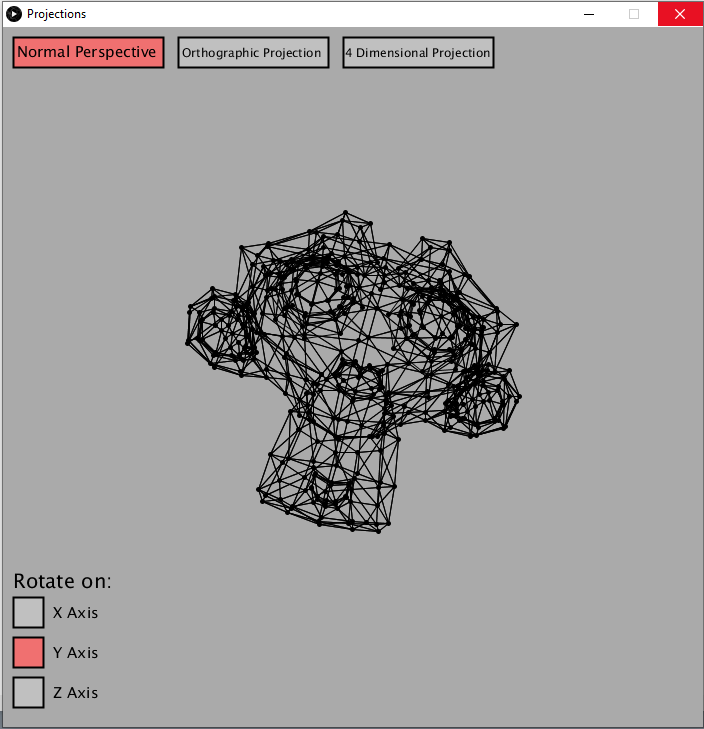 Projections
Normal Perspective
Orthographic Projection
4 Dimensional Projection
Rotate on:
X Axis
Y Axis
Z Axis